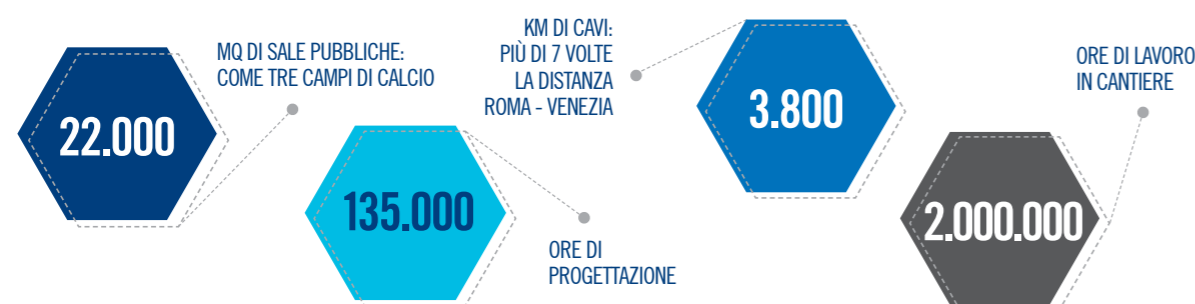 22.000
MQ DI SALE PUBBLICHE:
COME TRE CAMPI DI CALCIO
135.000
ORE DI
PROGETTAZIONE
KM DI CAVI:
PIÙ DI 7 VOLTE
LA DISTANZA
ROMA - VENEZIA
3.800
2.000.000
ORE DI LAVORO
IN CANTIERE